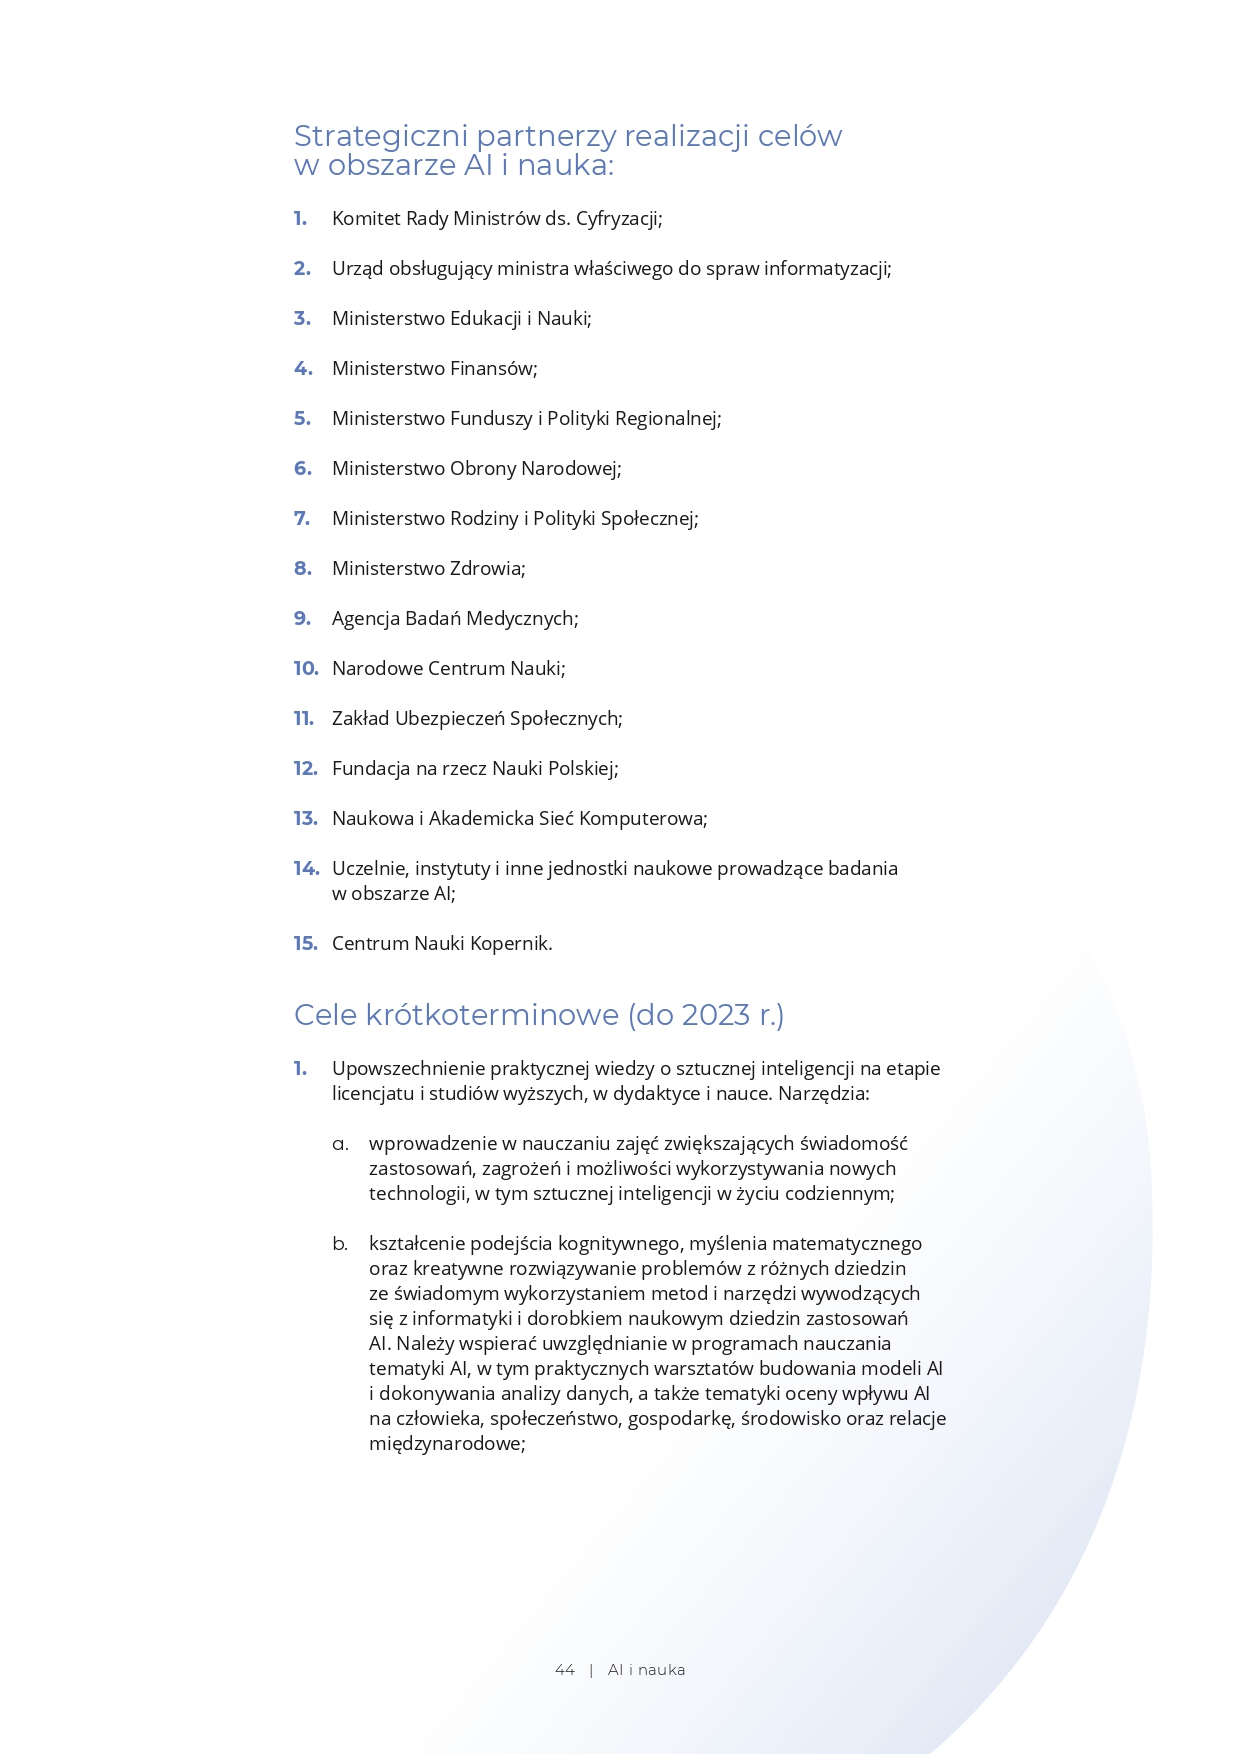 Strategiczni partnerzy realizacji celów
w obszarze AI i nauka:
1. Komitet Rady Ministrów ds. Cyfryzacji;
2. Urząd obsługujący ministra właściwego do spraw informatyzacji;
3. Ministerstwo Edukacji i Nauki;
4. Ministerstwo Finansów;
5. Ministerstwo Funduszy i Polityki Regionalnej;
6. Ministerstwo Obrony Narodowej;
7. Ministerstwo Rodziny i Polityki Społecznej;
8. Ministerstwo Zdrowia;
9. Agencja Badań Medycznych;
10. Narodowe Centrum Nauki;
11. Zakład Ubezpieczeń Społecznych;
12. Fundacja na rzecz Nauki Polskiej;
13. Naukowa i Akademicka Sieć Komputerowa;
14. Uczelnie, instytuty i inne jednostki naukowe prowadzące badania
w obszarze AI;
15. Centrum Nauki Kopernik.
Cele krótkoterminowe (do 2023 r.)
1. Upowszechnienie praktycznej wiedzy o sztucznej inteligencji na etapie
licencjatu i studiów wyższych, w dydaktyce i nauce. Narzędzia:
a. wprowadzenie w nauczaniu zajęć zwiększających świadomość
zastosowań, zagrożeń i możliwości wykorzystywania nowych
technologii, w tym sztucznej inteligencji w życiu codziennym;
b. kształcenie podejścia kognitywnego, myślenia matematycznego
oraz kreatywne rozwiązywanie problemów z różnych dziedzin
ze świadomym wykorzystaniem metod i narzędzi wywodzących
się z informatyki i dorobkiem naukowym dziedzin zastosowań
AI. Należy wspierać uwzględnianie w programach nauczania
tematyki AI, w tym praktycznych warsztatów budowania modeli AI
i dokonywania analizy danych, a także tematyki oceny wpływu AI
na człowieka, społeczeństwo, gospodarkę, środowisko oraz relacje
międzynarodowe;
44 | AI i nauka